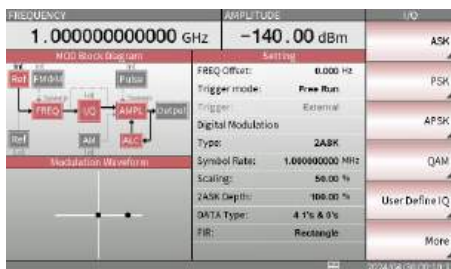 FREQUENCY
AMPLITUDE
I/Q
1.000000000000 GHz
-140.00 dBm
MOD Block Diagram
Ref
Pulse
FREQ
I/Q
AMPL
Output
Ref
AM
ALC
Modulation Waveform
Setting
FREQ Offset: 0.000 Hz
Trigger mode: Free Run
Trigger External
Digital Modulation
Type: 2ASK
Symbol Rate: 1.000000000 MHz
Scaling: 50.00 %
2ASK Depth: 100.00 %
DATA Type: 4 1's & 0's
FIR: Rectangle
ASK
PSK
APSK
QAM
User Define IQ
More